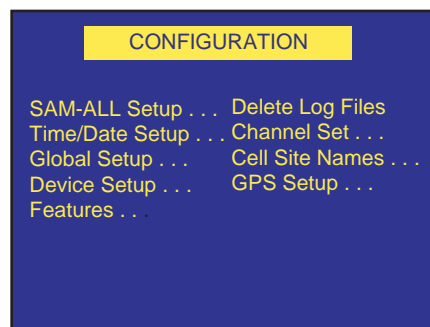 CONFIGURATION
SAM-ALL Setup . . . Delete Log Files
Time/Date Setup . . . Channel Set . . .
Global Setup . . . Cell Site Names . . .
Device Setup . . . GPS Setup . . .
Features . . .